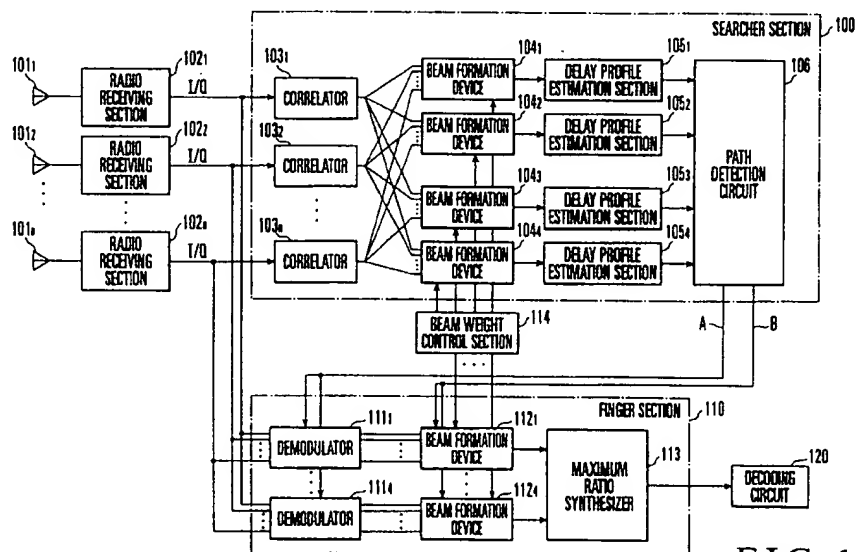 SEARCHER SECTION
100
101₁
RADIO RECEIVING SECTION
102₁
I/Q
103₁
CORRELATOR
BEAM FORMATION DEVICE
104₁
DELAY PROFILE ESTIMATION SECTION
105₁
106
101₂
RADIO RECEIVING SECTION
102₂
I/Q
103₂
CORRELATOR
BEAM FORMATION DEVICE
104₂
DELAY PROFILE ESTIMATION SECTION
105₂
PATH DETECTION CIRCUIT
BEAM FORMATION DEVICE
104₃
DELAY PROFILE ESTIMATION SECTION
105₃
101ₙ
RADIO RECEIVING SECTION
102ₙ
I/Q
103ₙ
CORRELATOR
BEAM FORMATION DEVICE
104₄
DELAY PROFILE ESTIMATION SECTION
105₄
BEAM WEIGHT CONTROL SECTION
114
A
B
FINGER SECTION
110
DEMODULATOR
111₁
BEAM FORMATION DEVICE
112₁
MAXIMUM RATIO SYNTHESIZER
113
DECODING CIRCUIT
120
DEMODULATOR
111₄
BEAM FORMATION DEVICE
112₄